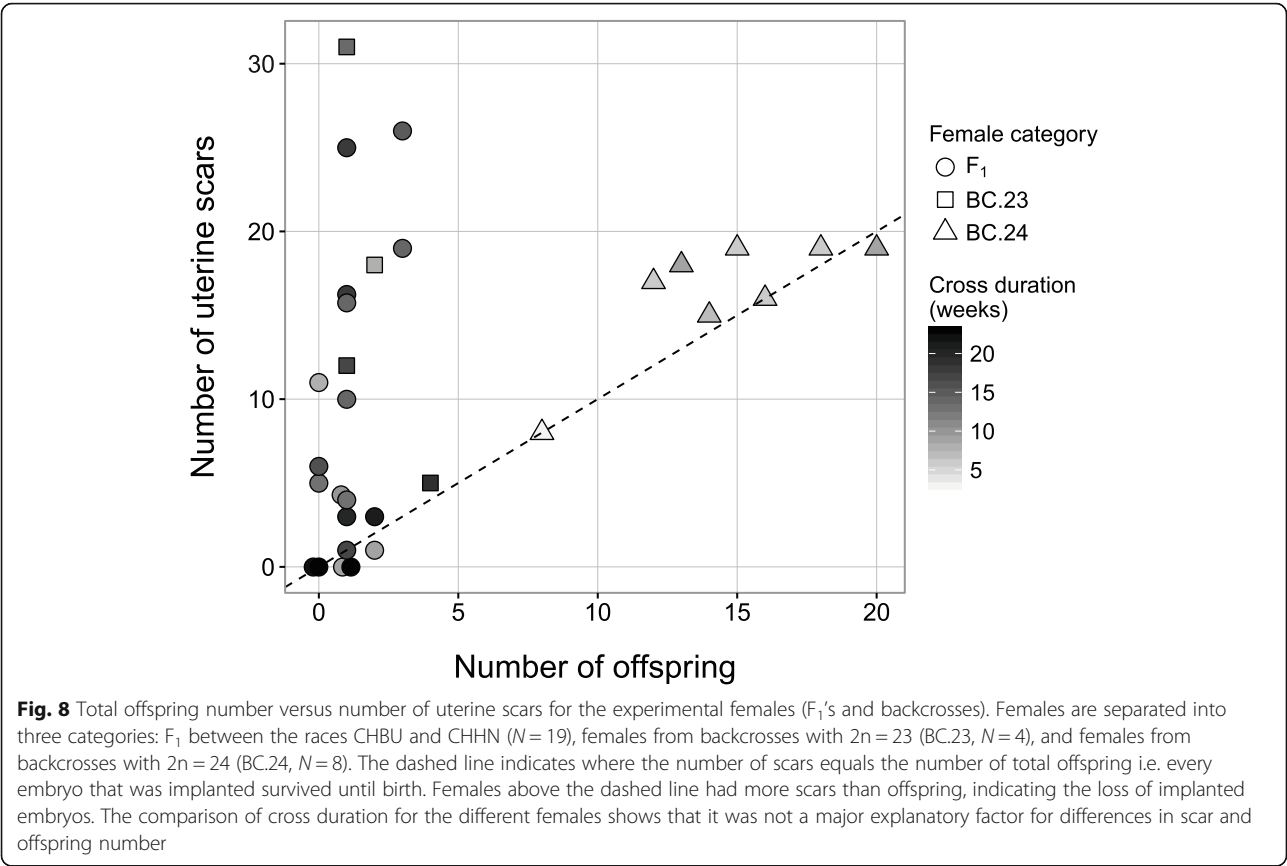 30
20
10
0
Number of uterine scars
0 5 10 15 20
Number of offspring
Female category
F₁
BC.23
BC.24
Cross duration
(weeks)
20
15
10
5
Fig. 8 Total offspring number versus number of uterine scars for the experimental females (F₁'s and backcrosses). Females are separated into
three categories: F₁ between the races CHBU and CHHN (N = 19), females from backcrosses with 2n = 23 (BC.23, N = 4), and females from
backcrosses with 2n = 24 (BC.24, N = 8). The dashed line indicates where the number of scars equals the number of total offspring i.e. every
embryo that was implanted survived until birth. Females above the dashed line had more scars than offspring, indicating the loss of implanted
embryos. The comparison of cross duration for the different females shows that it was not a major explanatory factor for differences in scar and
offspring number